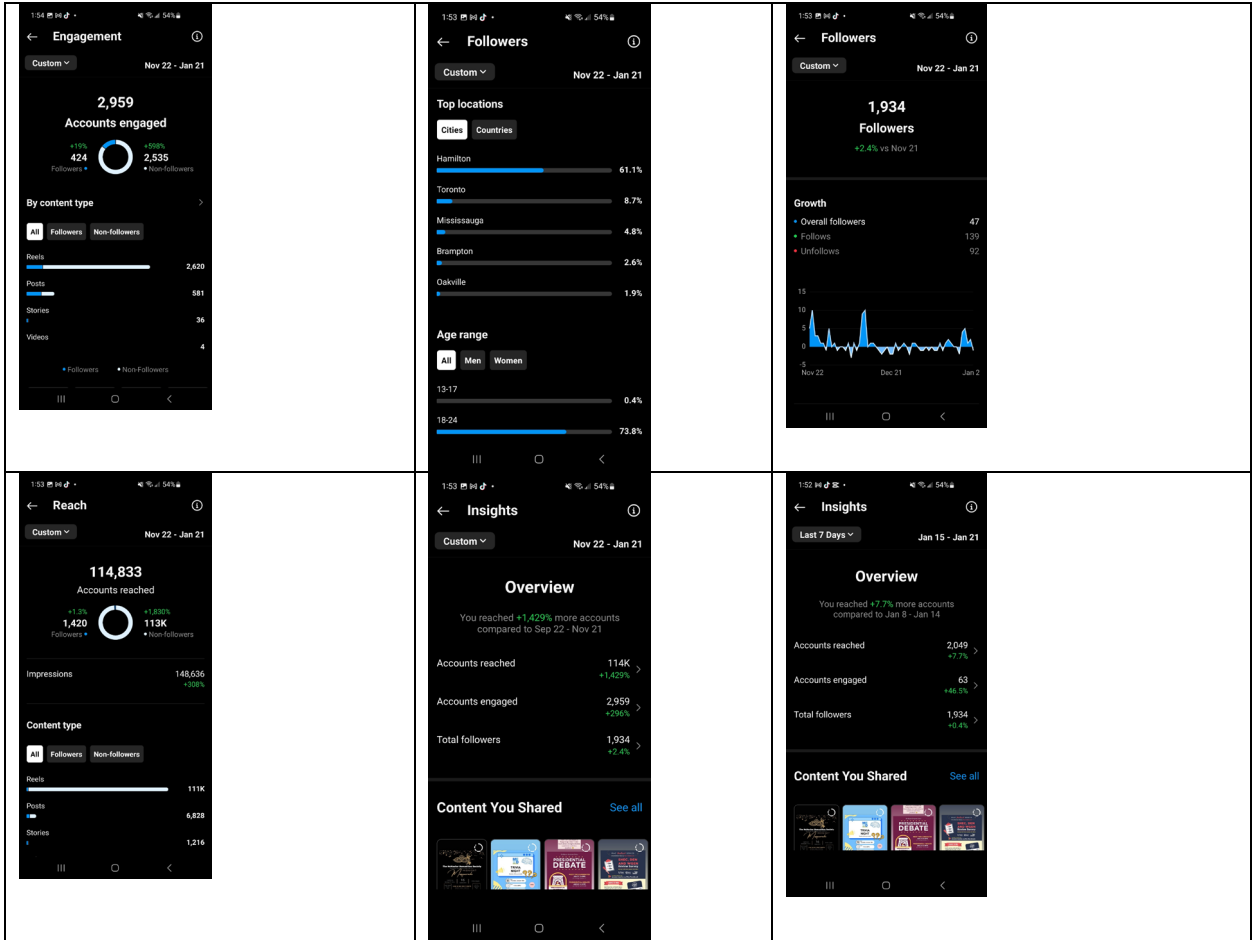 1:54
54%
← Engagement
Custom
Nov 22 - Jan 21
2,959
Accounts engaged
+19%
+598%
424
2,535
Followers
Non-followers
By content type
All Followers Non-followers
Reels
2,620
Posts
581
Stories
36
Videos
4
Followers Non-Followers
1:53
54%
← Followers
Custom
Nov 22 - Jan 21
Top locations
Cities Countries
Hamilton
61.1%
Toronto
8.7%
Mississauga
4.8%
Brampton
2.6%
Oakville
1.9%
Age range
All Men Women
13-17
0.4%
18-24
73.8%
1:53
54%
← Followers
Custom
Nov 22 - Jan 21
1,934
Followers
+2.4% vs Nov 21
Growth
Overall followers 47
Follows 139
Unfollows 92
15
10
5
0
-5
Nov 22 Dec 21 Jan 2
1:53
54%
← Reach
Custom
Nov 22 - Jan 21
114,833
Accounts reached
+1.3%
+1,830%
1,420
113K
Followers
Non-followers
Impressions 148,636
+308%
Content type
All Followers Non-followers
Reels
111K
Posts
6,828
Stories
1,216
1:53
54%
← Insights
Custom
Nov 22 - Jan 21
Overview
You reached +1,429% more accounts
compared to Sep 22 - Nov 21
Accounts reached 114K
+1,429%
Accounts engaged 2,959
+296%
Total followers 1,934
+2.4%
Content You Shared See all
TRIVIA
NIGHT
PRESIDENTIAL
DEBATE
1:52
54%
← Insights
Last 7 Days
Jan 15 - Jan 21
Overview
You reached +7.7% more accounts
compared to Jan 8 - Jan 14
Accounts reached 2,049
+7.7%
Accounts engaged 63
+46.5%
Total followers 1,934
+0.4%
Content You Shared See all
TRIVIA
NIGHT
PRESIDENTIAL
DEBATE